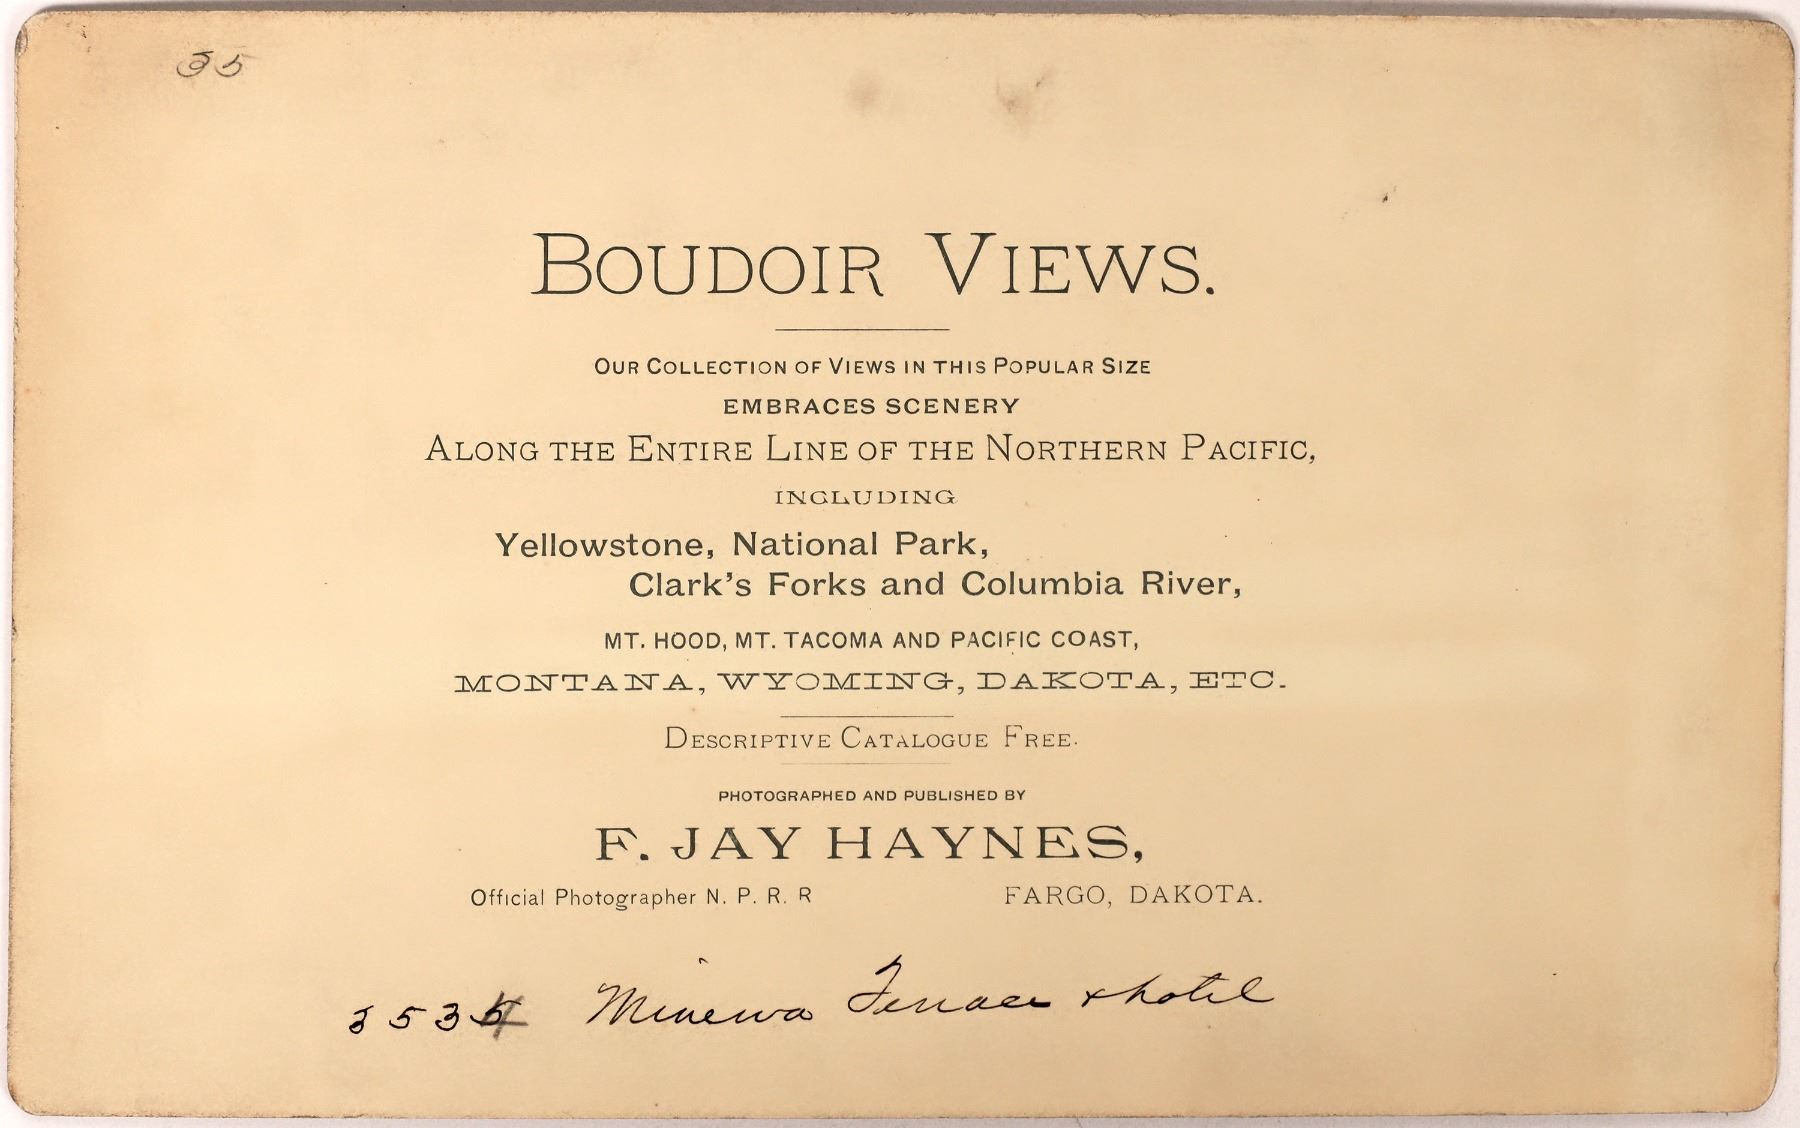 35
BOUDOIR VIEWS.
OUR COLLECTION OF VIEWS IN THIS POPULAR SIZE
EMBRACES SCENERY
ALONG THE ENTIRE LINE OF THE NORTHERN PACIFIC,
INCLUDING
Yellowstone, National Park,
Clark's Forks and Columbia River,
MT. HOOD, MT. TACOMA AND PACIFIC COAST,
MONTANA, WYOMING, DAKOTA, ETC.
DESCRIPTIVE CATALOGUE FREE.
PHOTOGRAPHED AND PUBLISHED BY
F. JAY HAYNES,
Official Photographer N. P. R. R FARGO, DAKOTA.
3534 Minerva Terrace & hotel